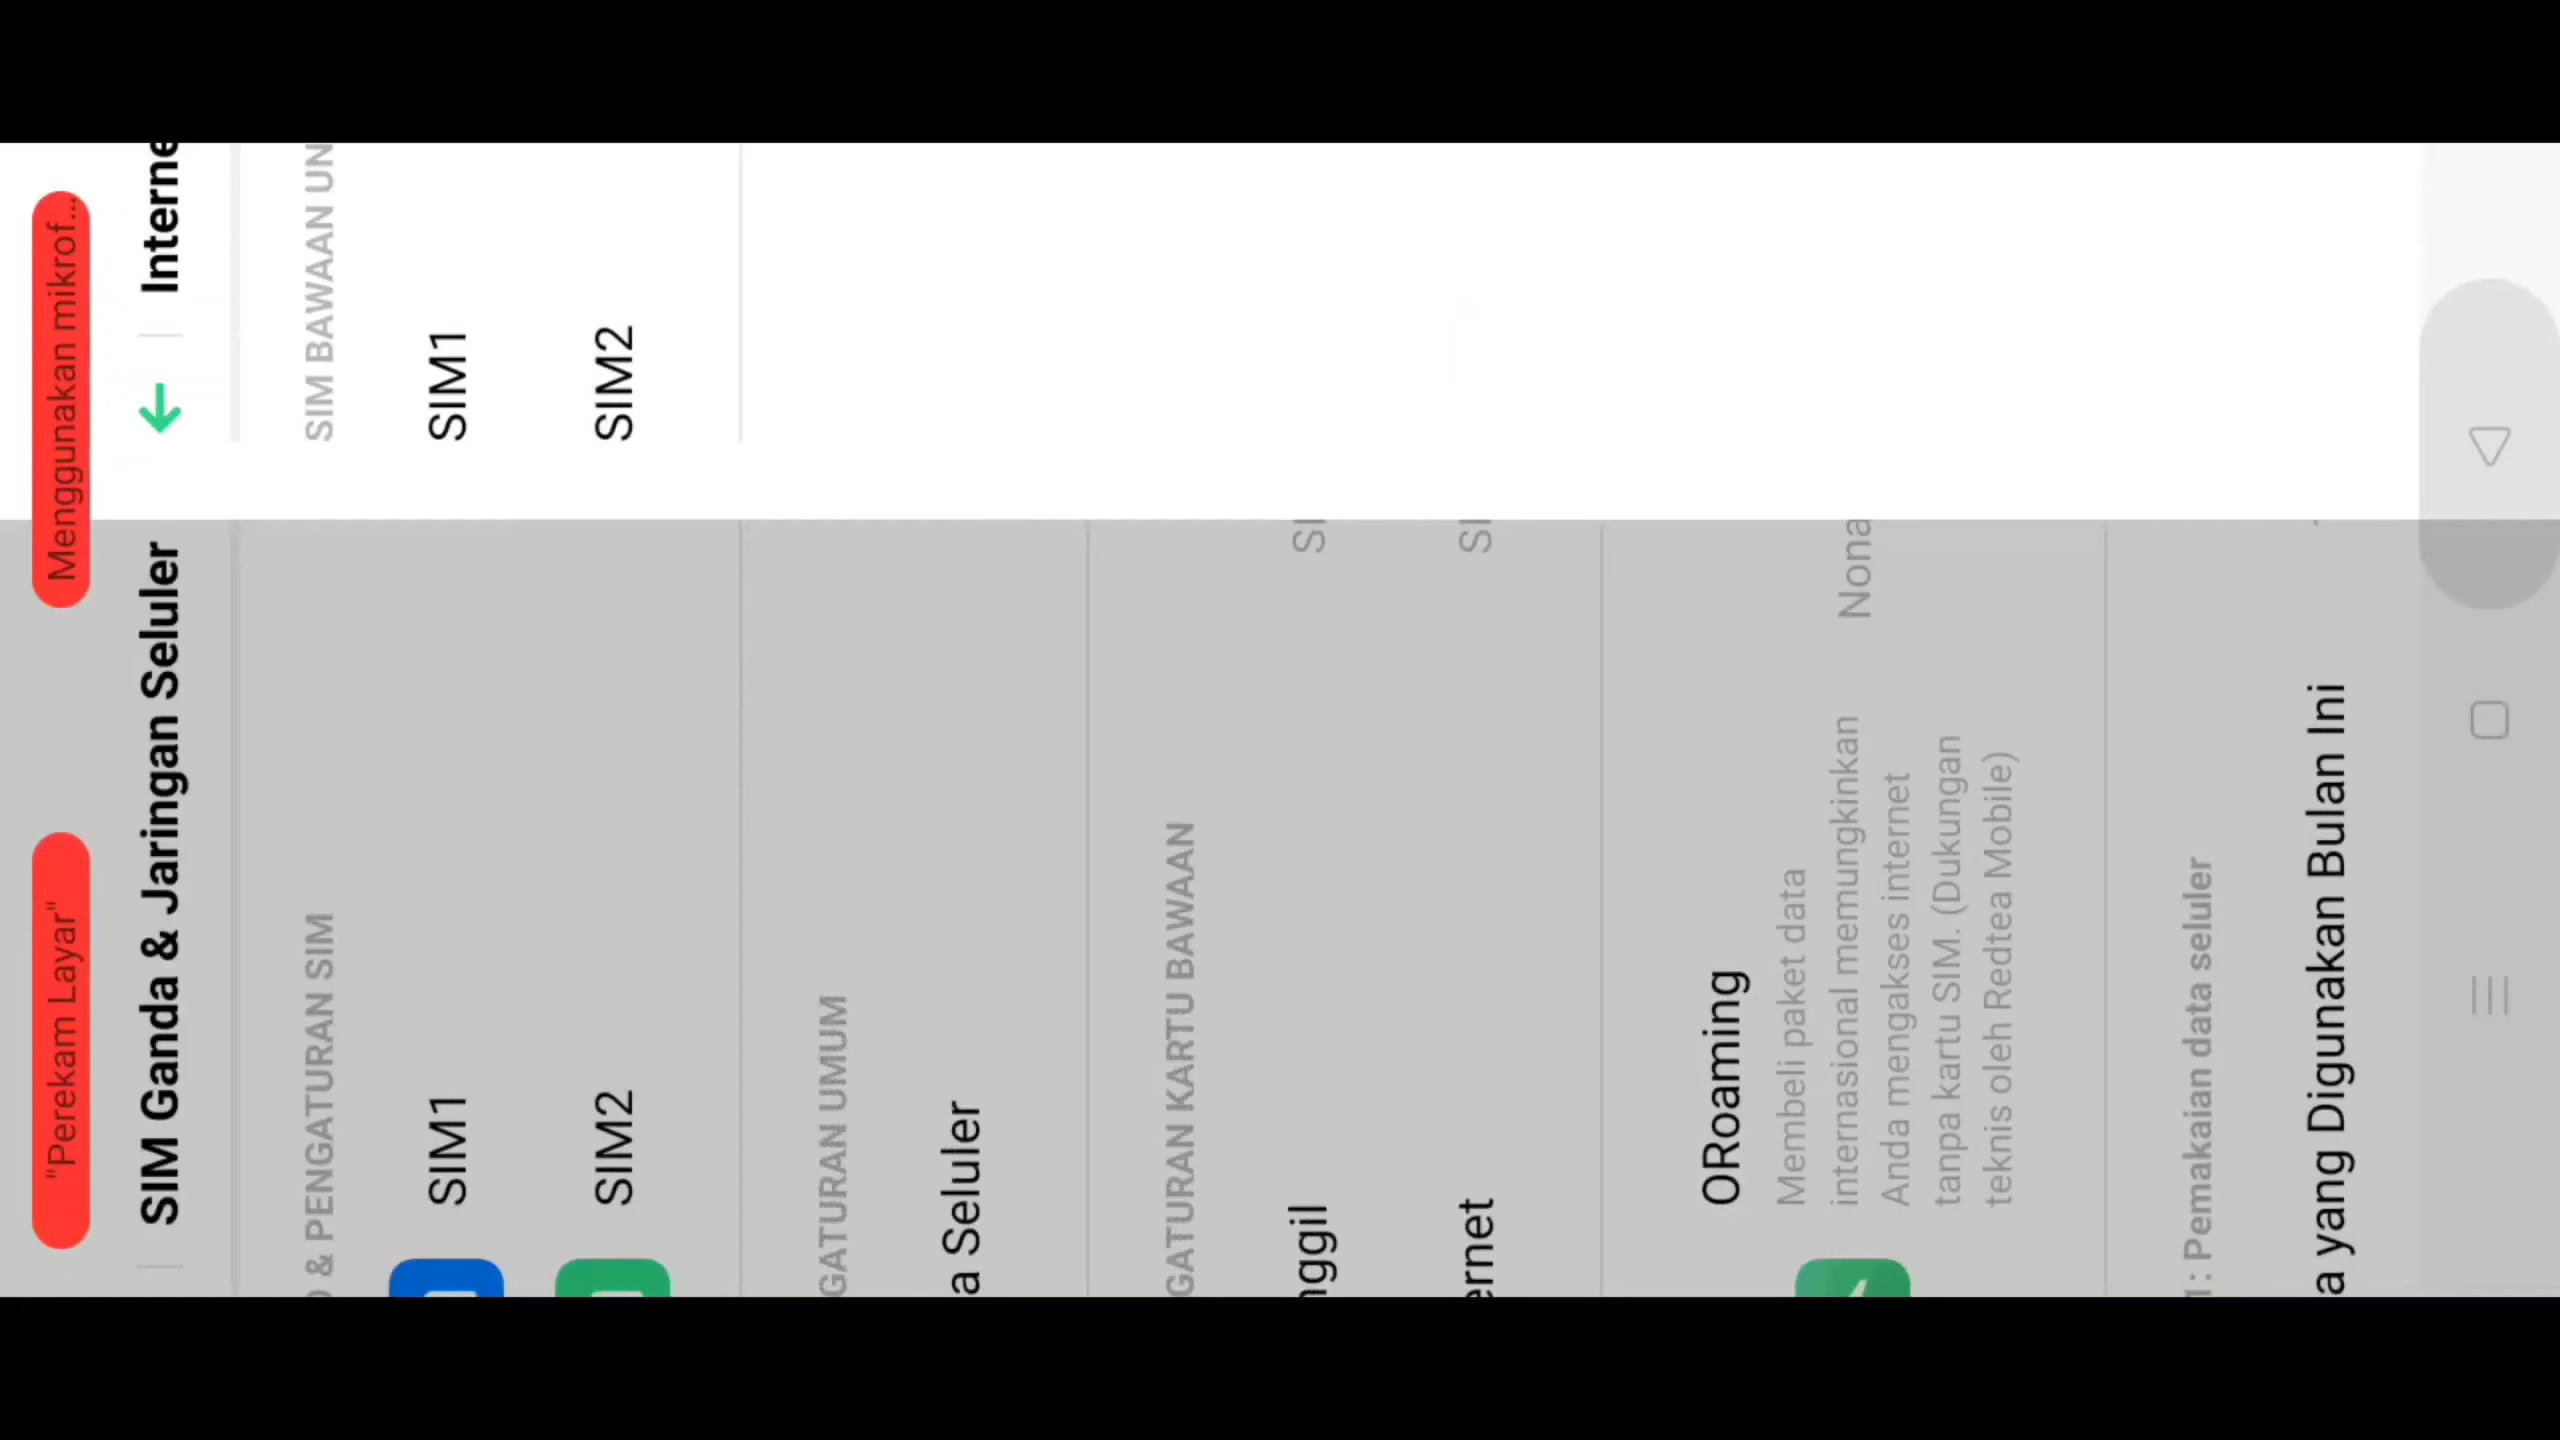 "Perekam Layar"
Menggunakan mikrof...
SIM Ganda & Jaringan Seluler
& PENGATURAN SIM
SIM1
SIM2
GATURAN UMUM
a Seluler
GATURAN KARTU BAWAAN
nggil
SI
ernet
SI
ORoaming
Membeli paket data
internasional memungkinkan
Anda mengakses internet
tanpa kartu SIM. (Dukungan
teknis oleh Redtea Mobile)
Nona
1: Pemakaian data seluler
a yang Digunakan Bulan Ini
Interne
SIM BAWAAN UN
SIM1
SIM2